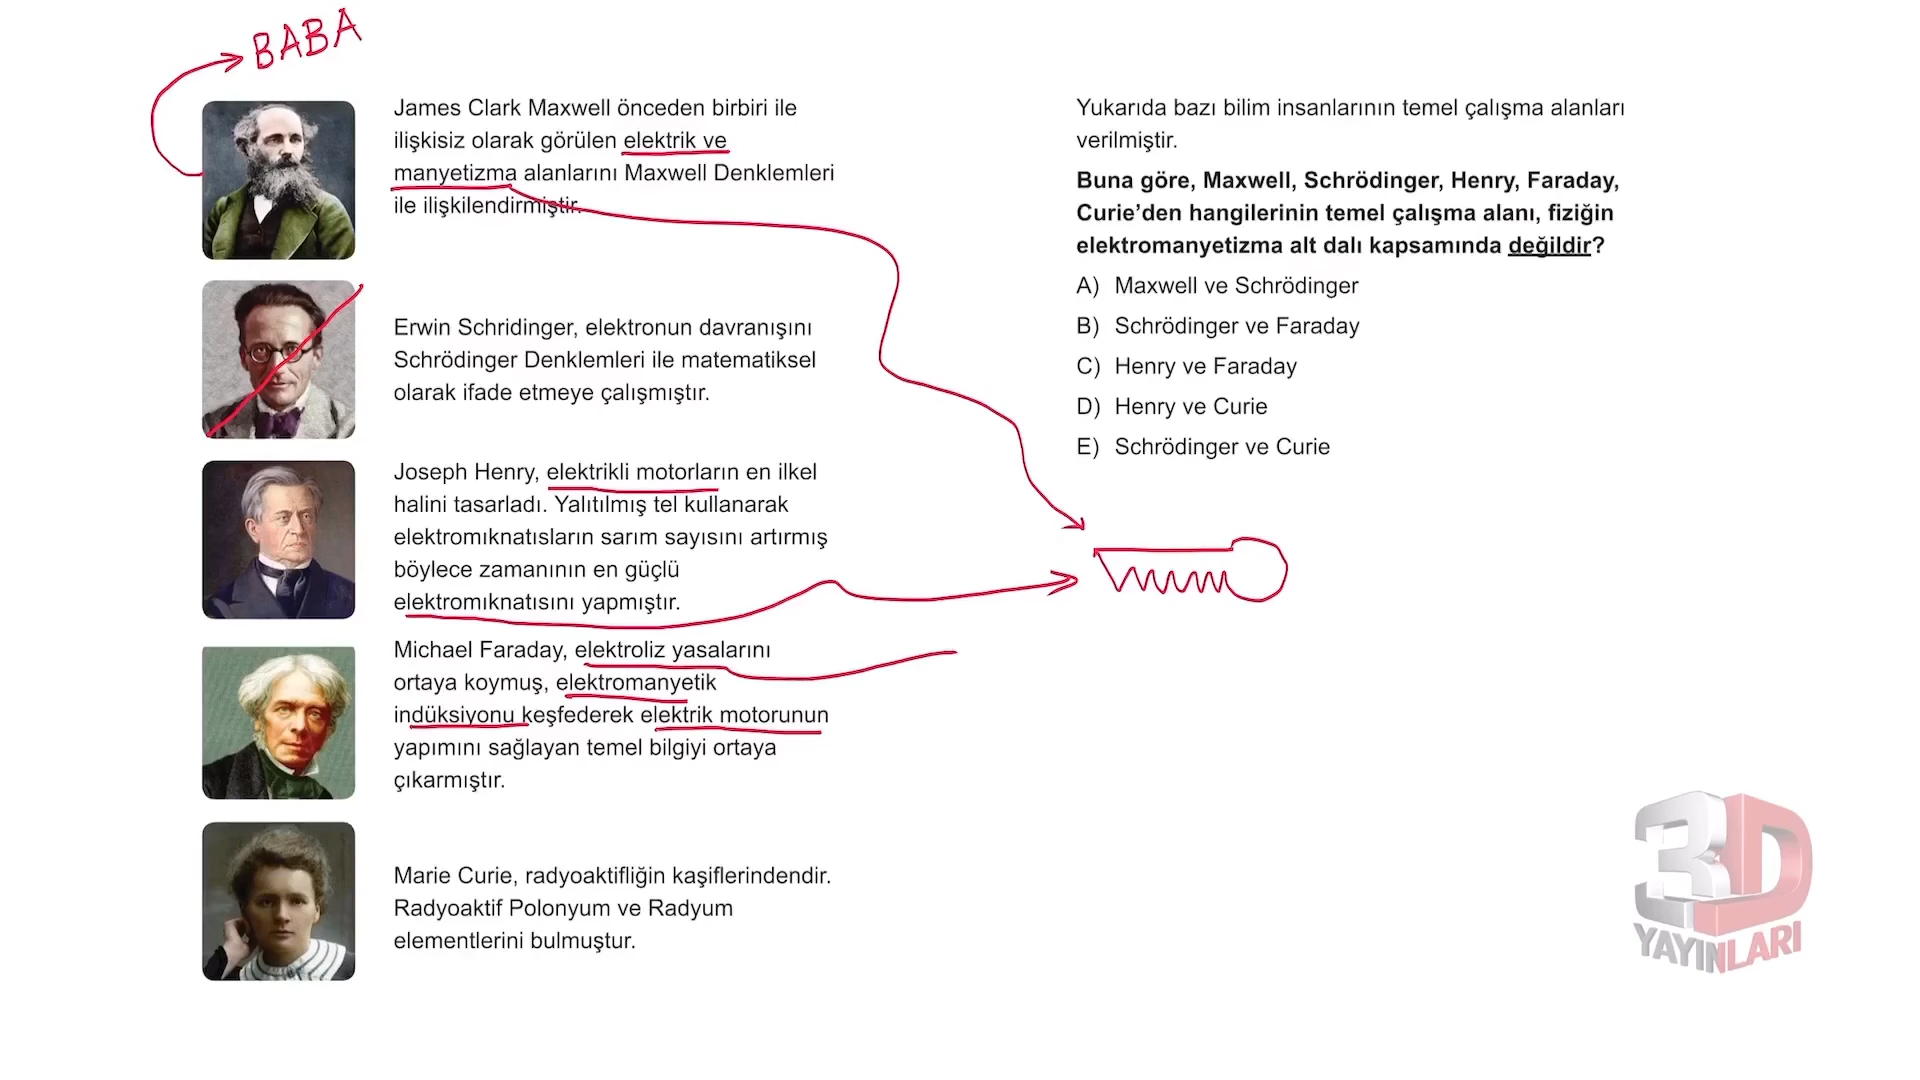 BABA
James Clark Maxwell önceden birbiri ile
ilişkisiz olarak görülen elektrik ve
manyetizma alanlarını Maxwell Denklemleri
ile ilişkilendirmiştir.
Erwin Schridinger, elektronun davranışını
Schrödinger Denklemleri ile matematiksel
olarak ifade etmeye çalışmıştır.
Joseph Henry, elektrikli motorların en ilkel
halini tasarladı. Yalıtılmış tel kullanarak
elektromıknatısların sarım sayısını artırmış
böylece zamanının en güçlü
elektromıknatısını yapmıştır.
Michael Faraday, elektroliz yasalarını
ortaya koymuş, elektromanyetik
indüksiyonu keşfederek elektrik motorunun
yapımını sağlayan temel bilgiyi ortaya
çıkarmıştır.
Marie Curie, radyoaktifliğin kaşiflerindendir.
Radyoaktif Polonyum ve Radyum
elementlerini bulmuştur.
Yukarıda bazı bilim insanlarının temel çalışma alanları
verilmiştir.
Buna göre, Maxwell, Schrödinger, Henry, Faraday,
Curie’den hangilerinin temel çalışma alanı, fiziğin
elektromanyetizma alt dalı kapsamında değildir?
A) Maxwell ve Schrödinger
B) Schrödinger ve Faraday
C) Henry ve Faraday
D) Henry ve Curie
E) Schrödinger ve Curie
3D
YAYINLARI